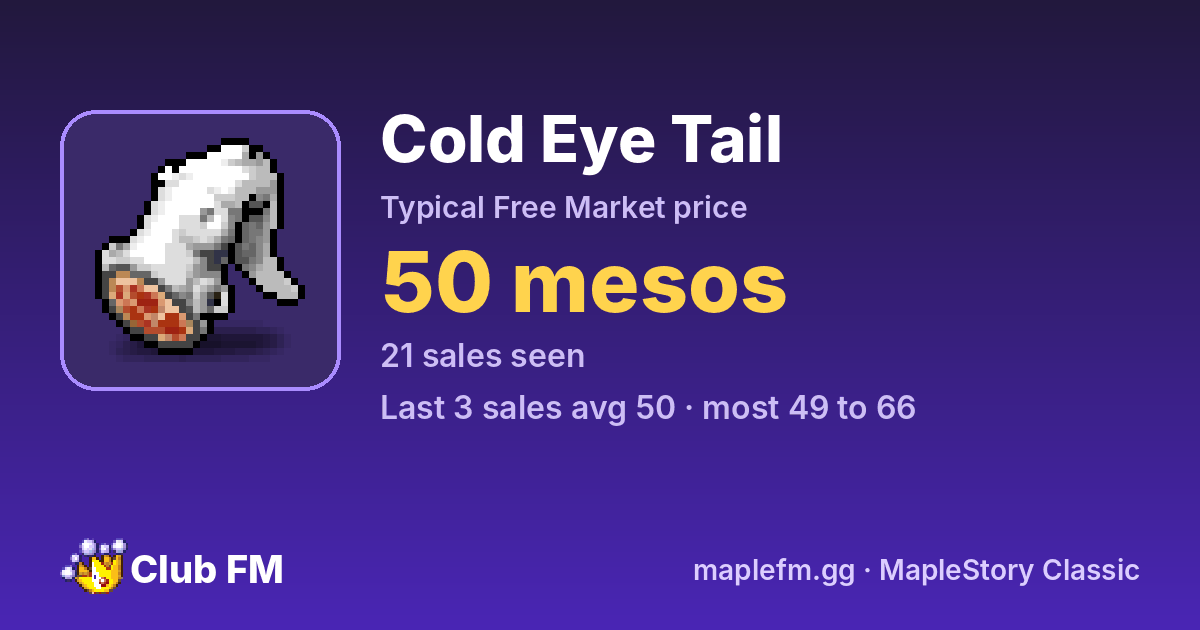 Cold Eye Tail
Typical Free Market price
50 mesos
21 sales seen
Last 3 sales avg 50 · most 49 to 66
Club FM
maplefm.gg · MapleStory Classic